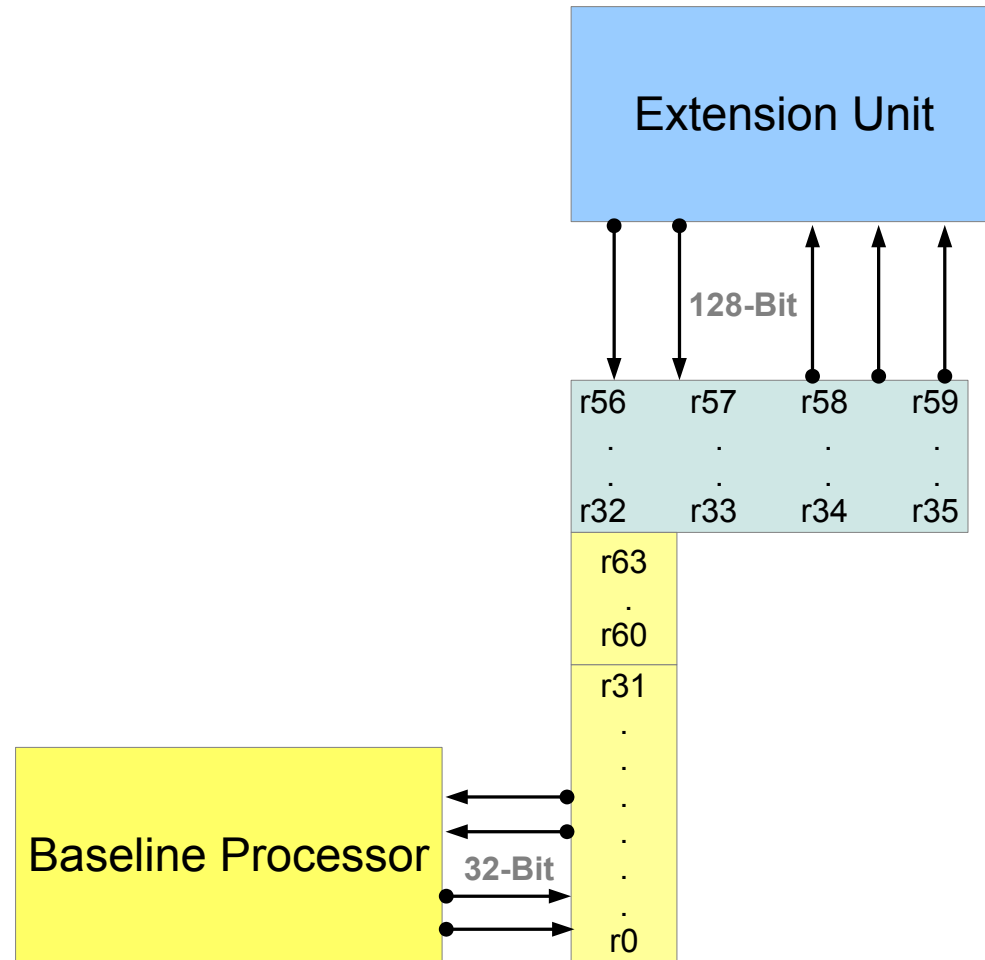 Extension Unit
128-Bit
r56 r57 r58 r59
. . . .
. . . .
r32 r33 r34 r35
r63
.
r60
r31
.
.
.
.
.
.
r0
Baseline Processor
32-Bit